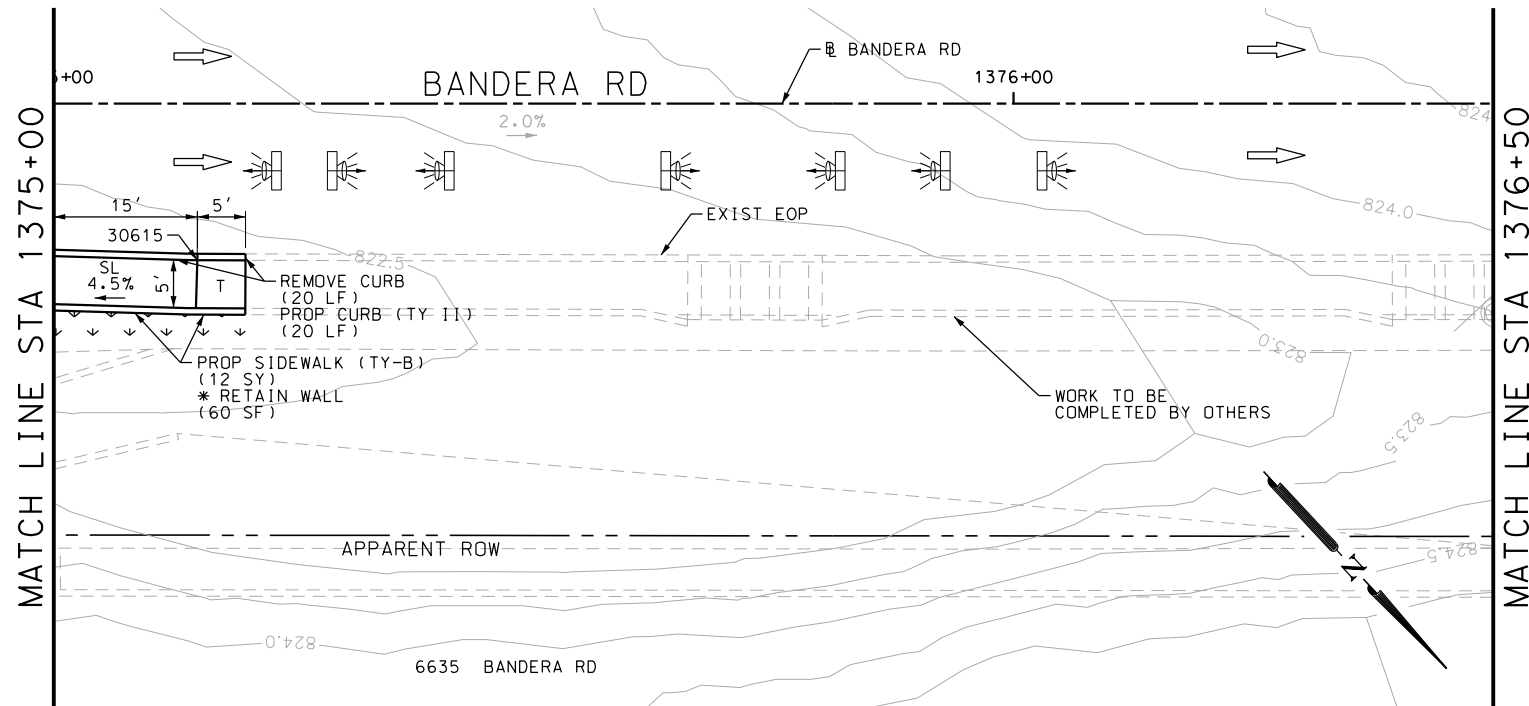 ℄ BANDERA RD
5+00
BANDERA RD
1376+00
824
2.0%
MATCH LINE STA 1375+00
MATCH LINE STA 1376+50
15' 5'
824.0
EXIST EOP
30615
822.5
SL
4.5%
5'
T
REMOVE CURB
(20 LF)
PROP CURB (TY II)
(20 LF)
823.0
PROP SIDEWALK (TY-B)
(12 SY)
* RETAIN WALL
(60 SF)
WORK TO BE
COMPLETED BY OTHERS
823.5
APPARENT ROW
824.5
N
824.0
6635 BANDERA RD